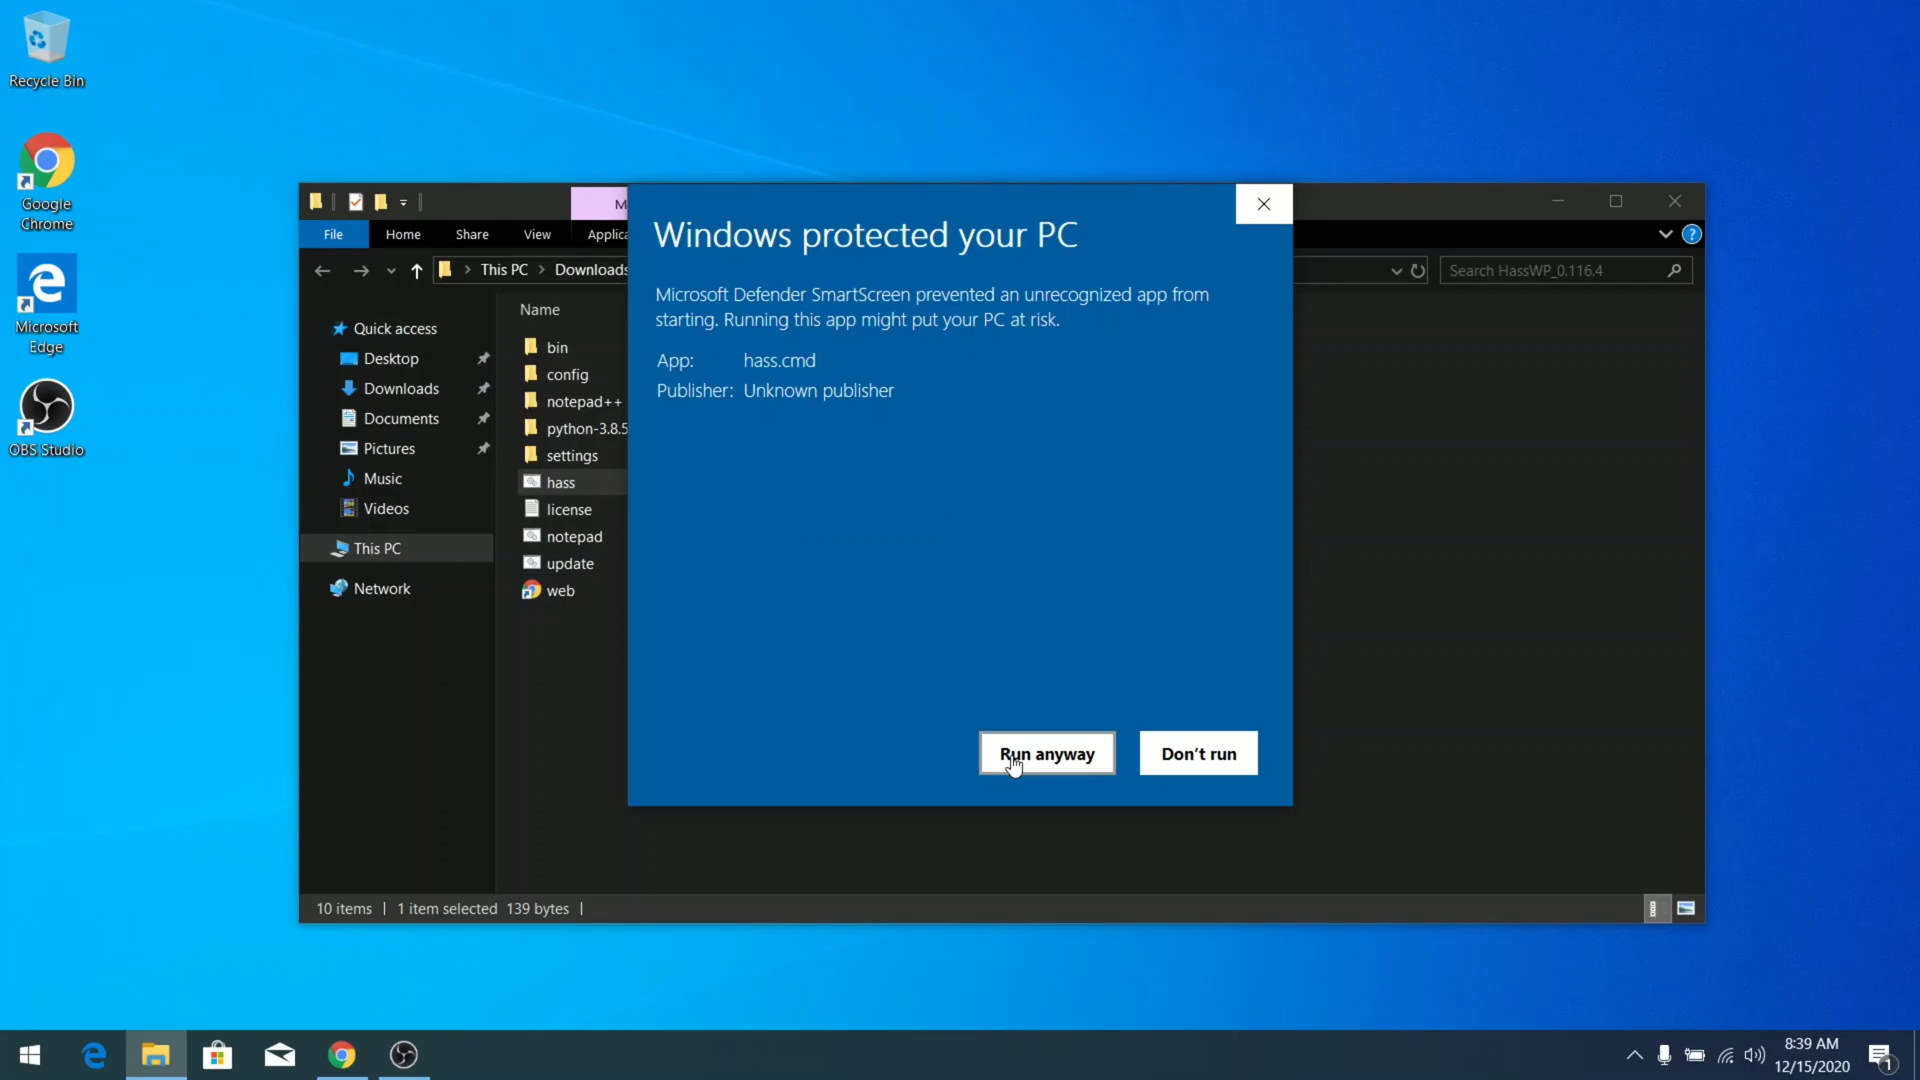 Recycle Bin
Google
Chrome
Microsoft
Edge
OBS Studio
M
File
Home
Share
View
Applica
This PC
Downloads
Search HassWP_0.116.4
Quick access
Desktop
Downloads
Documents
Pictures
Music
Videos
This PC
Network
Name
bin
config
notepad++
python-3.8.5
settings
hass
license
notepad
update
web
Windows protected your PC
Microsoft Defender SmartScreen prevented an unrecognized app from
starting. Running this app might put your PC at risk.
App: hass.cmd
Publisher: Unknown publisher
Run anyway
Don't run
10 items
1 item selected 139 bytes
8:39 AM
12/15/2020
1